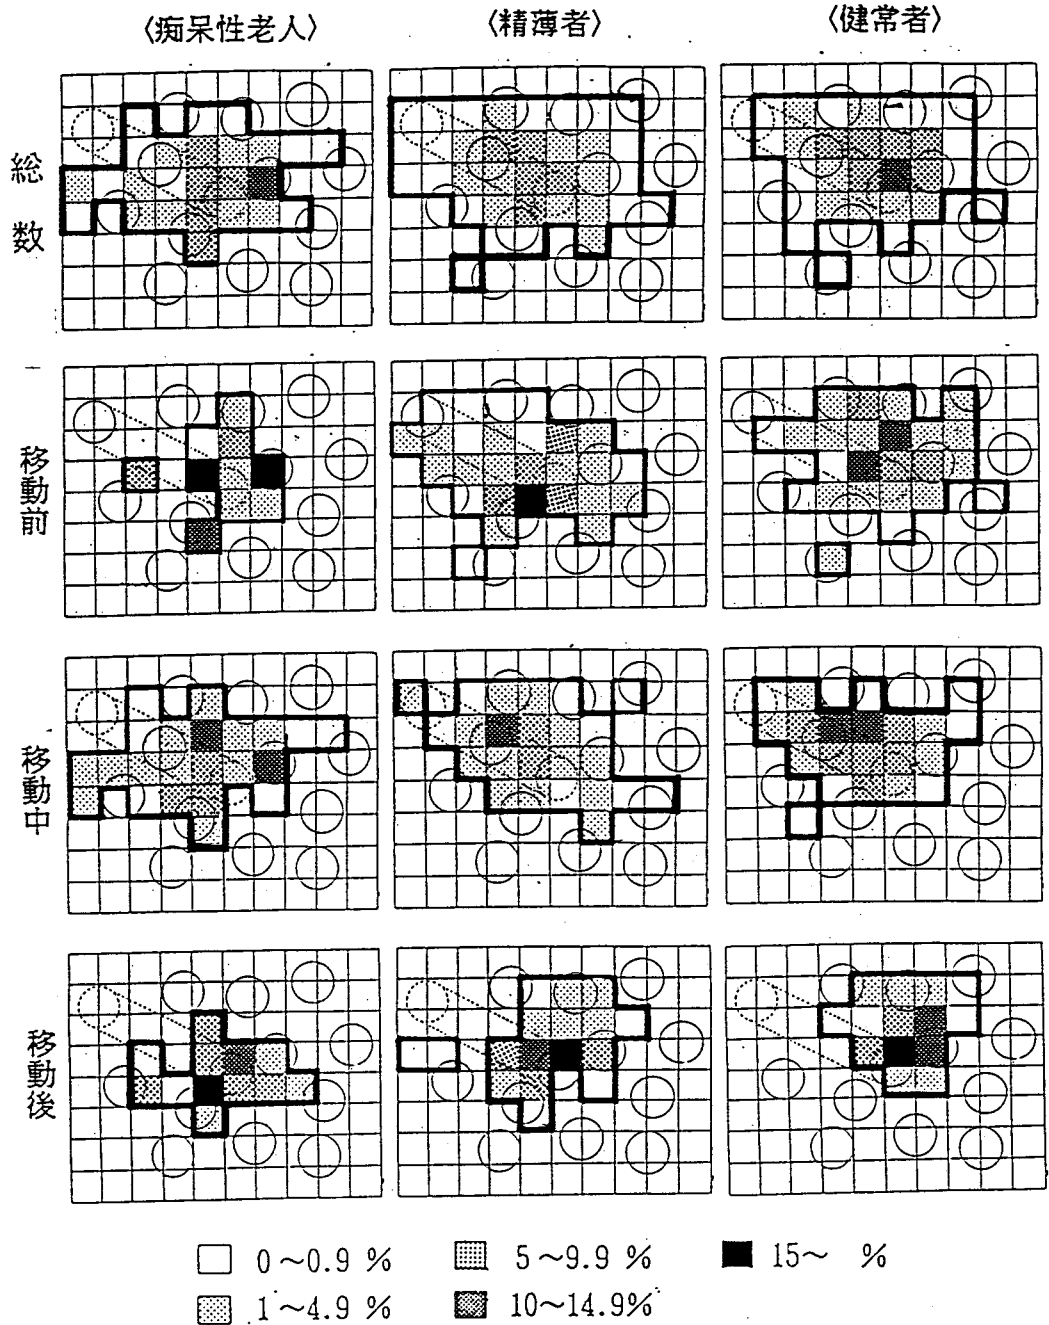 〈痴呆性老人〉 〈精薄者〉 〈健常者〉
総数
移動前
移動中
移動後
0～0.9 % 5～9.9 % 15～ %
1～4.9 % 10～14.9%